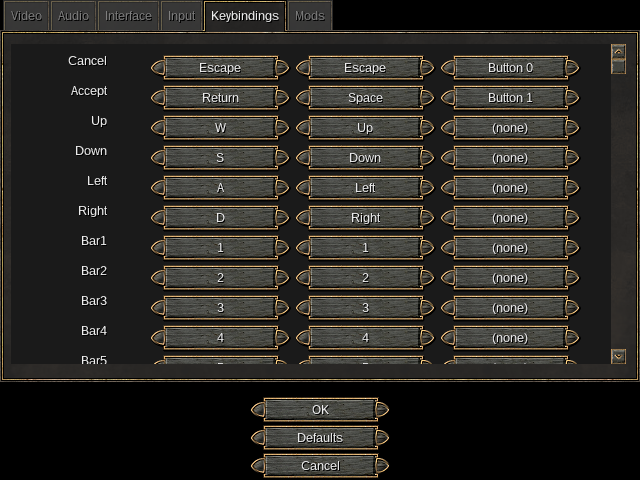 Video Audio Interface Input Keybindings Mods
Cancel Escape Escape Button 0
Accept Return Space Button 1
Up W Up (none)
Down S Down (none)
Left A Left (none)
Right D Right (none)
Bar1 1 1 (none)
Bar2 2 2 (none)
Bar3 3 3 (none)
Bar4 4 4 (none)
Bar5
OK
Defaults
Cancel